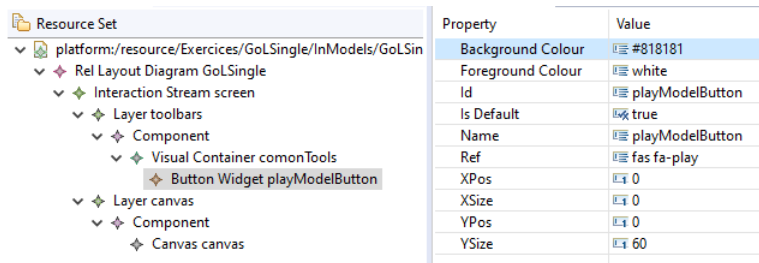 Resource Set
platform:/resource/Exercices/GoLSingle/InModels/GoLSin
Rel Layout Diagram GoLSingle
Interaction Stream screen
Layer toolbars
Component
Visual Container comonTools
Button Widget playModelButton
Layer canvas
Component
Canvas canvas
Property Value
Background Colour #818181
Foreground Colour white
Id playModelButton
Is Default true
Name playModelButton
Ref fas fa-play
XPos 0
XSize 0
YPos 0
YSize 60